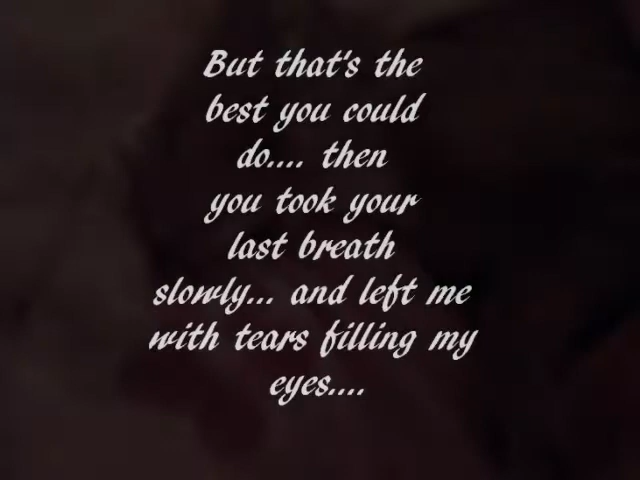 But that's the
best you could
do.... then
you took your
last breath
slowly... and left me
with tears filling my
eyes....